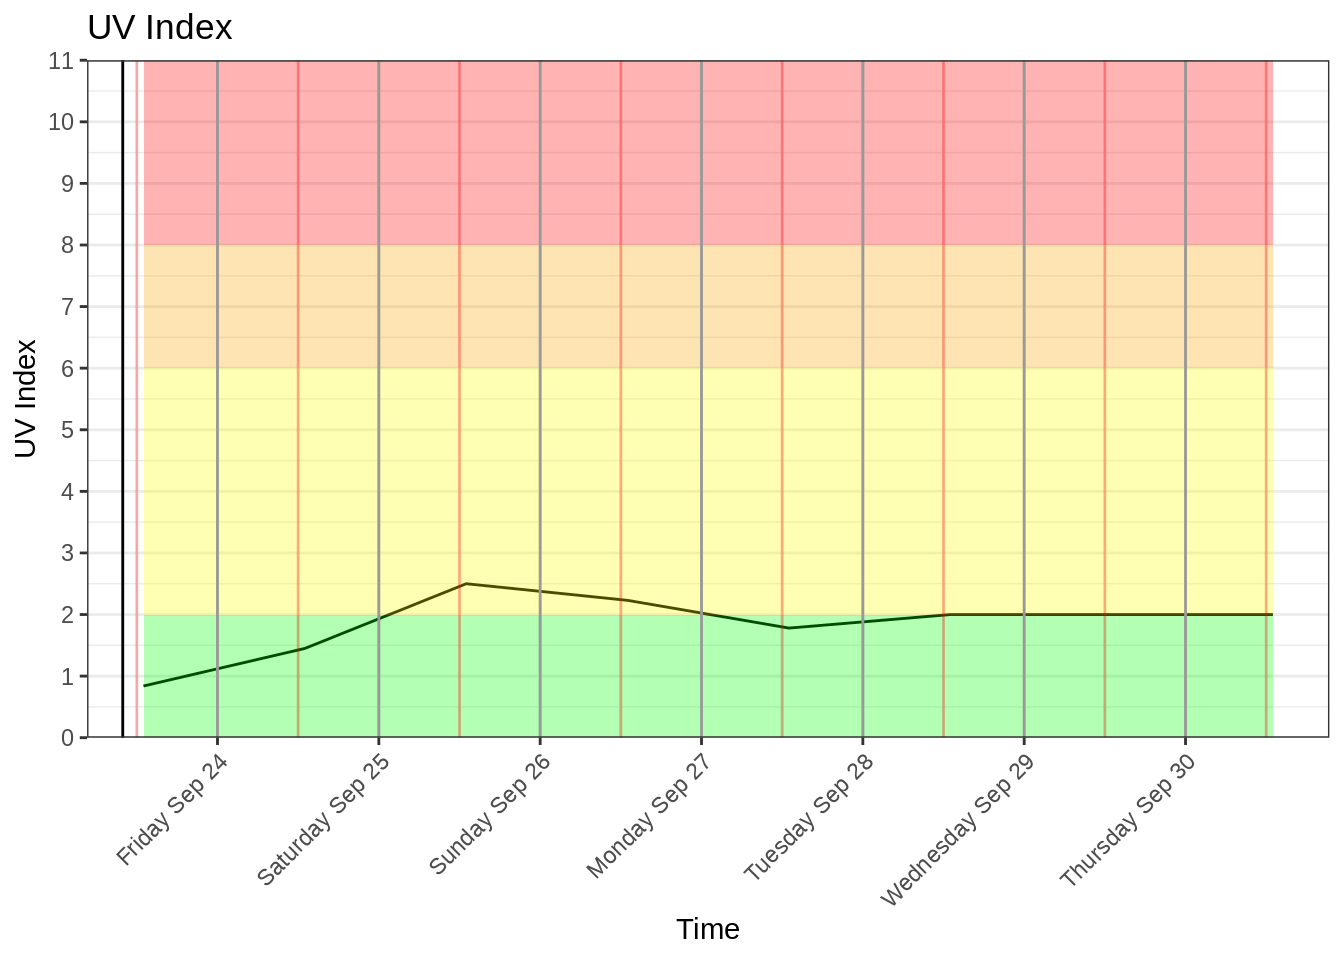 UV Index
11
10
9
8
7
6
5
4
3
2
1
0
UV Index
Friday Sep 24
Saturday Sep 25
Sunday Sep 26
Monday Sep 27
Tuesday Sep 28
Wednesday Sep 29
Thursday Sep 30
Time